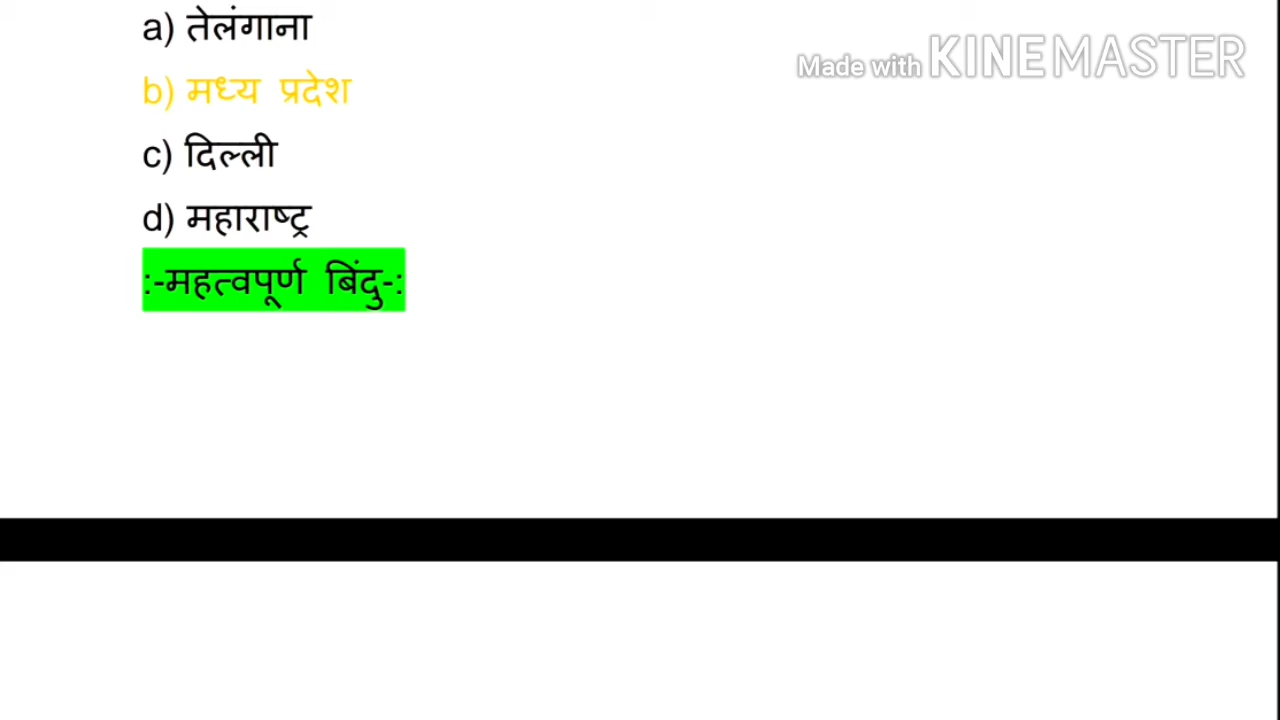 a) तेलंगाना
Made with KINEMASTER
b) मध्य प्रदेश
c) दिल्ली
d) महाराष्ट्र
:-महत्वपूर्ण बिंदु-: